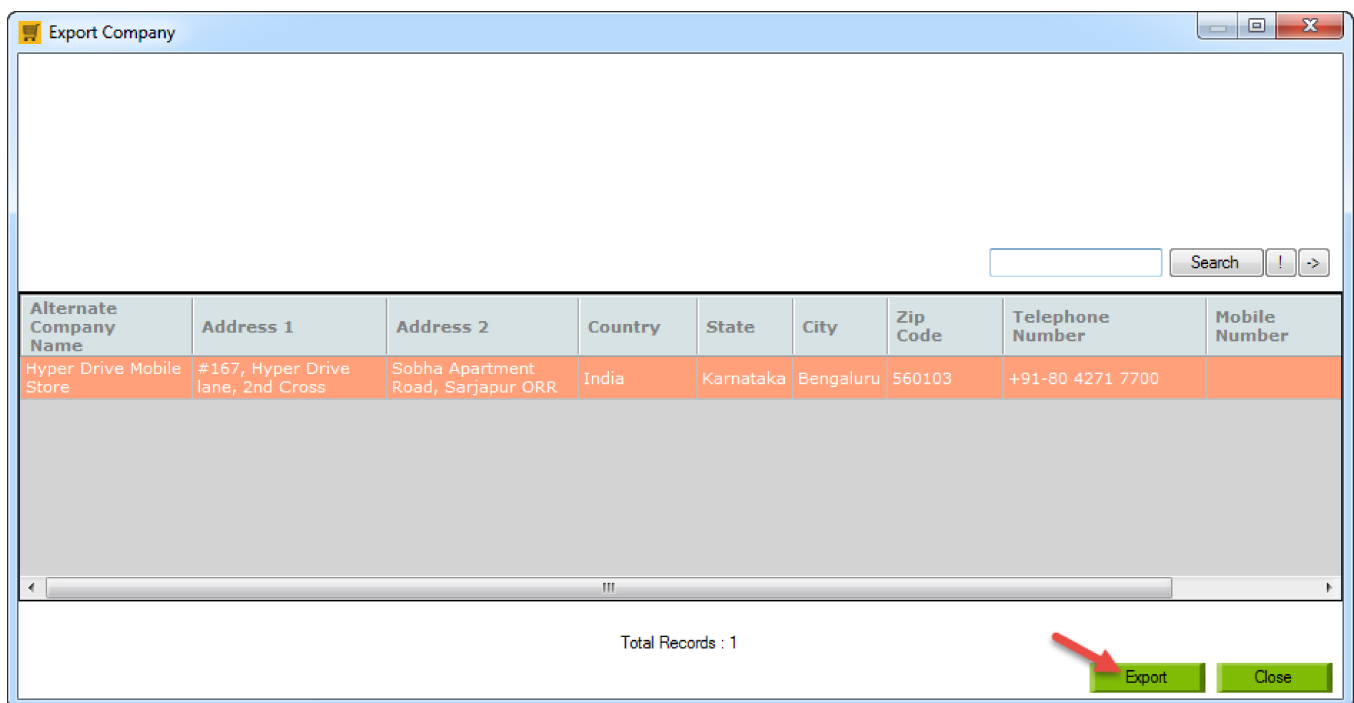 Export Company
Search ! ->
Alternate Company Name Address 1 Address 2 Country State City Zip Code Telephone Number Mobile Number
Hyper Drive Mobile Store #167, Hyper Drive lane, 2nd Cross Sobha Apartment Road, Sarjapur ORR India Karnataka Bengaluru 560103 +91-80 4271 7700
Total Records : 1
Export Close